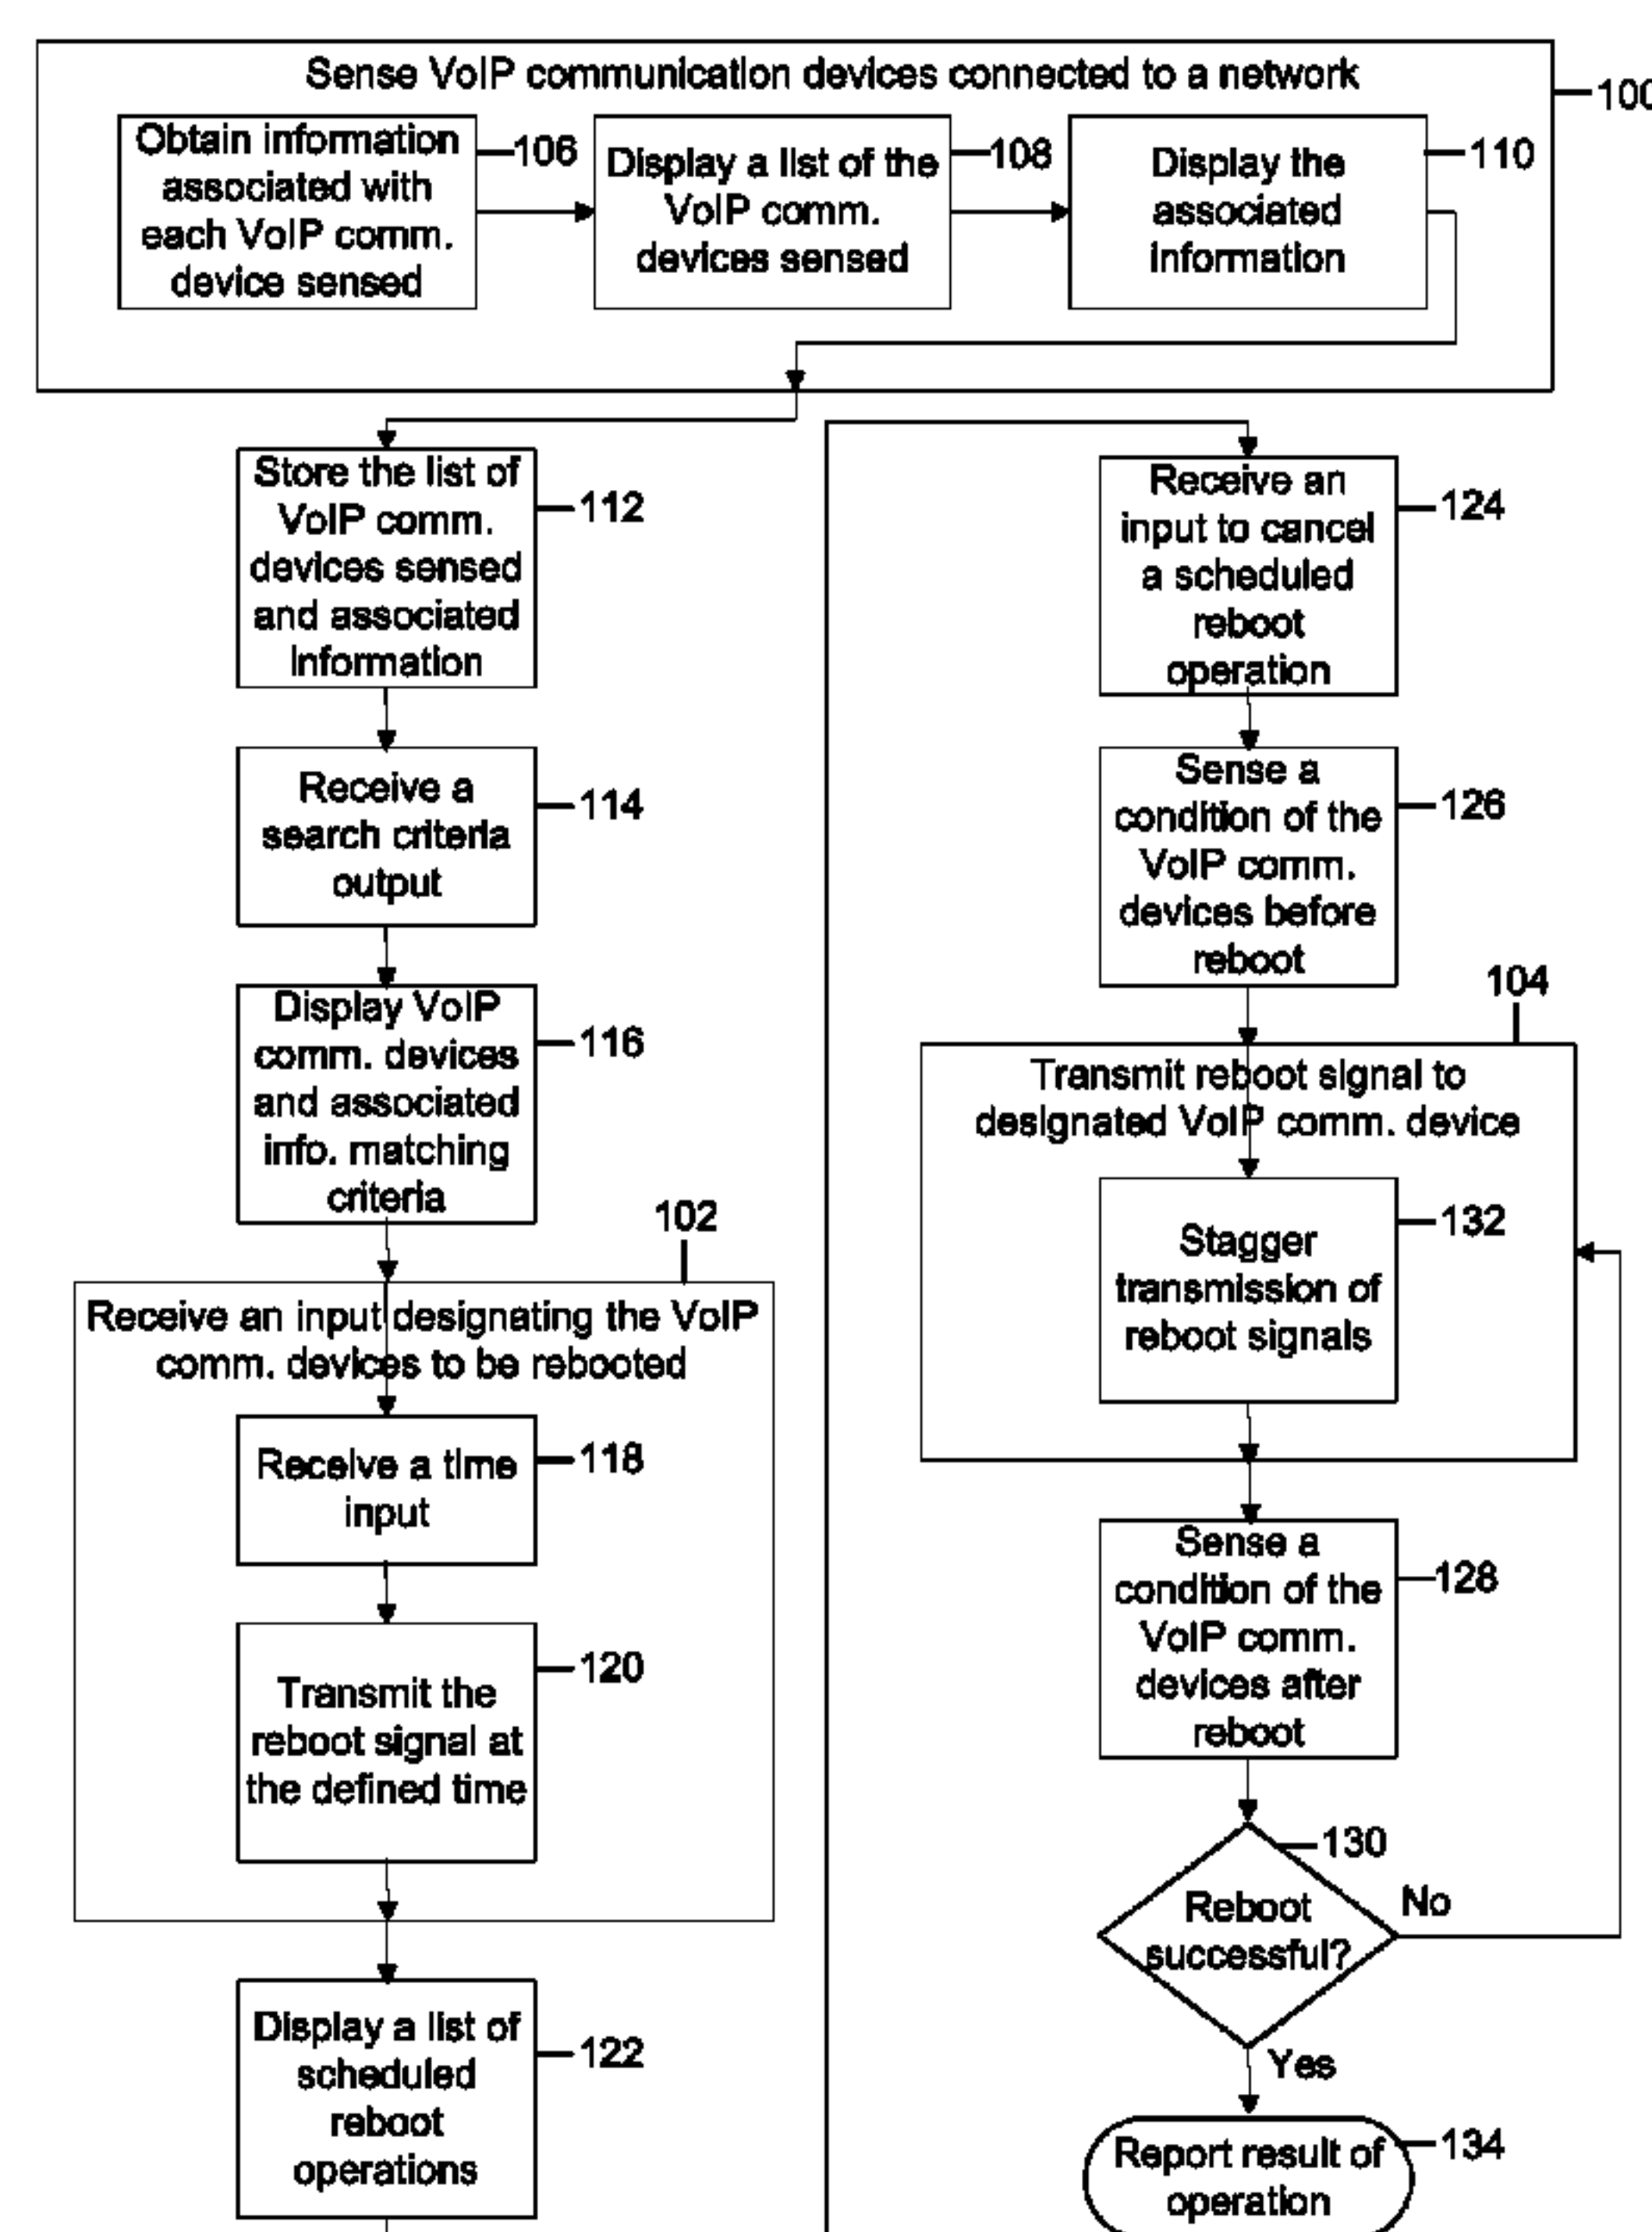 Sense VoIP communication devices connected to a network
100
Obtain information
associated with
each VoIP comm.
device sensed
106
Display a list of the
VoIP comm.
devices sensed
108
Display the
associated
information
110
Store the list of
VoIP comm.
devices sensed
and associated
information
112
Receive a
search criteria
output
114
Display VoIP
comm. devices
and associated
info. matching
criteria
116
102
Receive an input designating the VoIP
comm. devices to be rebooted
Receive a time
input
118
Transmit the
reboot signal at
the defined time
120
Display a list of
scheduled
reboot
operations
122
Receive an
input to cancel
a scheduled
reboot
operation
124
Sense a
condition of the
VoIP comm.
devices before
reboot
126
104
Transmit reboot signal to
designated VoIP comm. device
Stagger
transmission of
reboot signals
132
Sense a
condition of the
VoIP comm.
devices after
reboot
128
130
Reboot
successful?
No
Yes
Report result of
operation
134